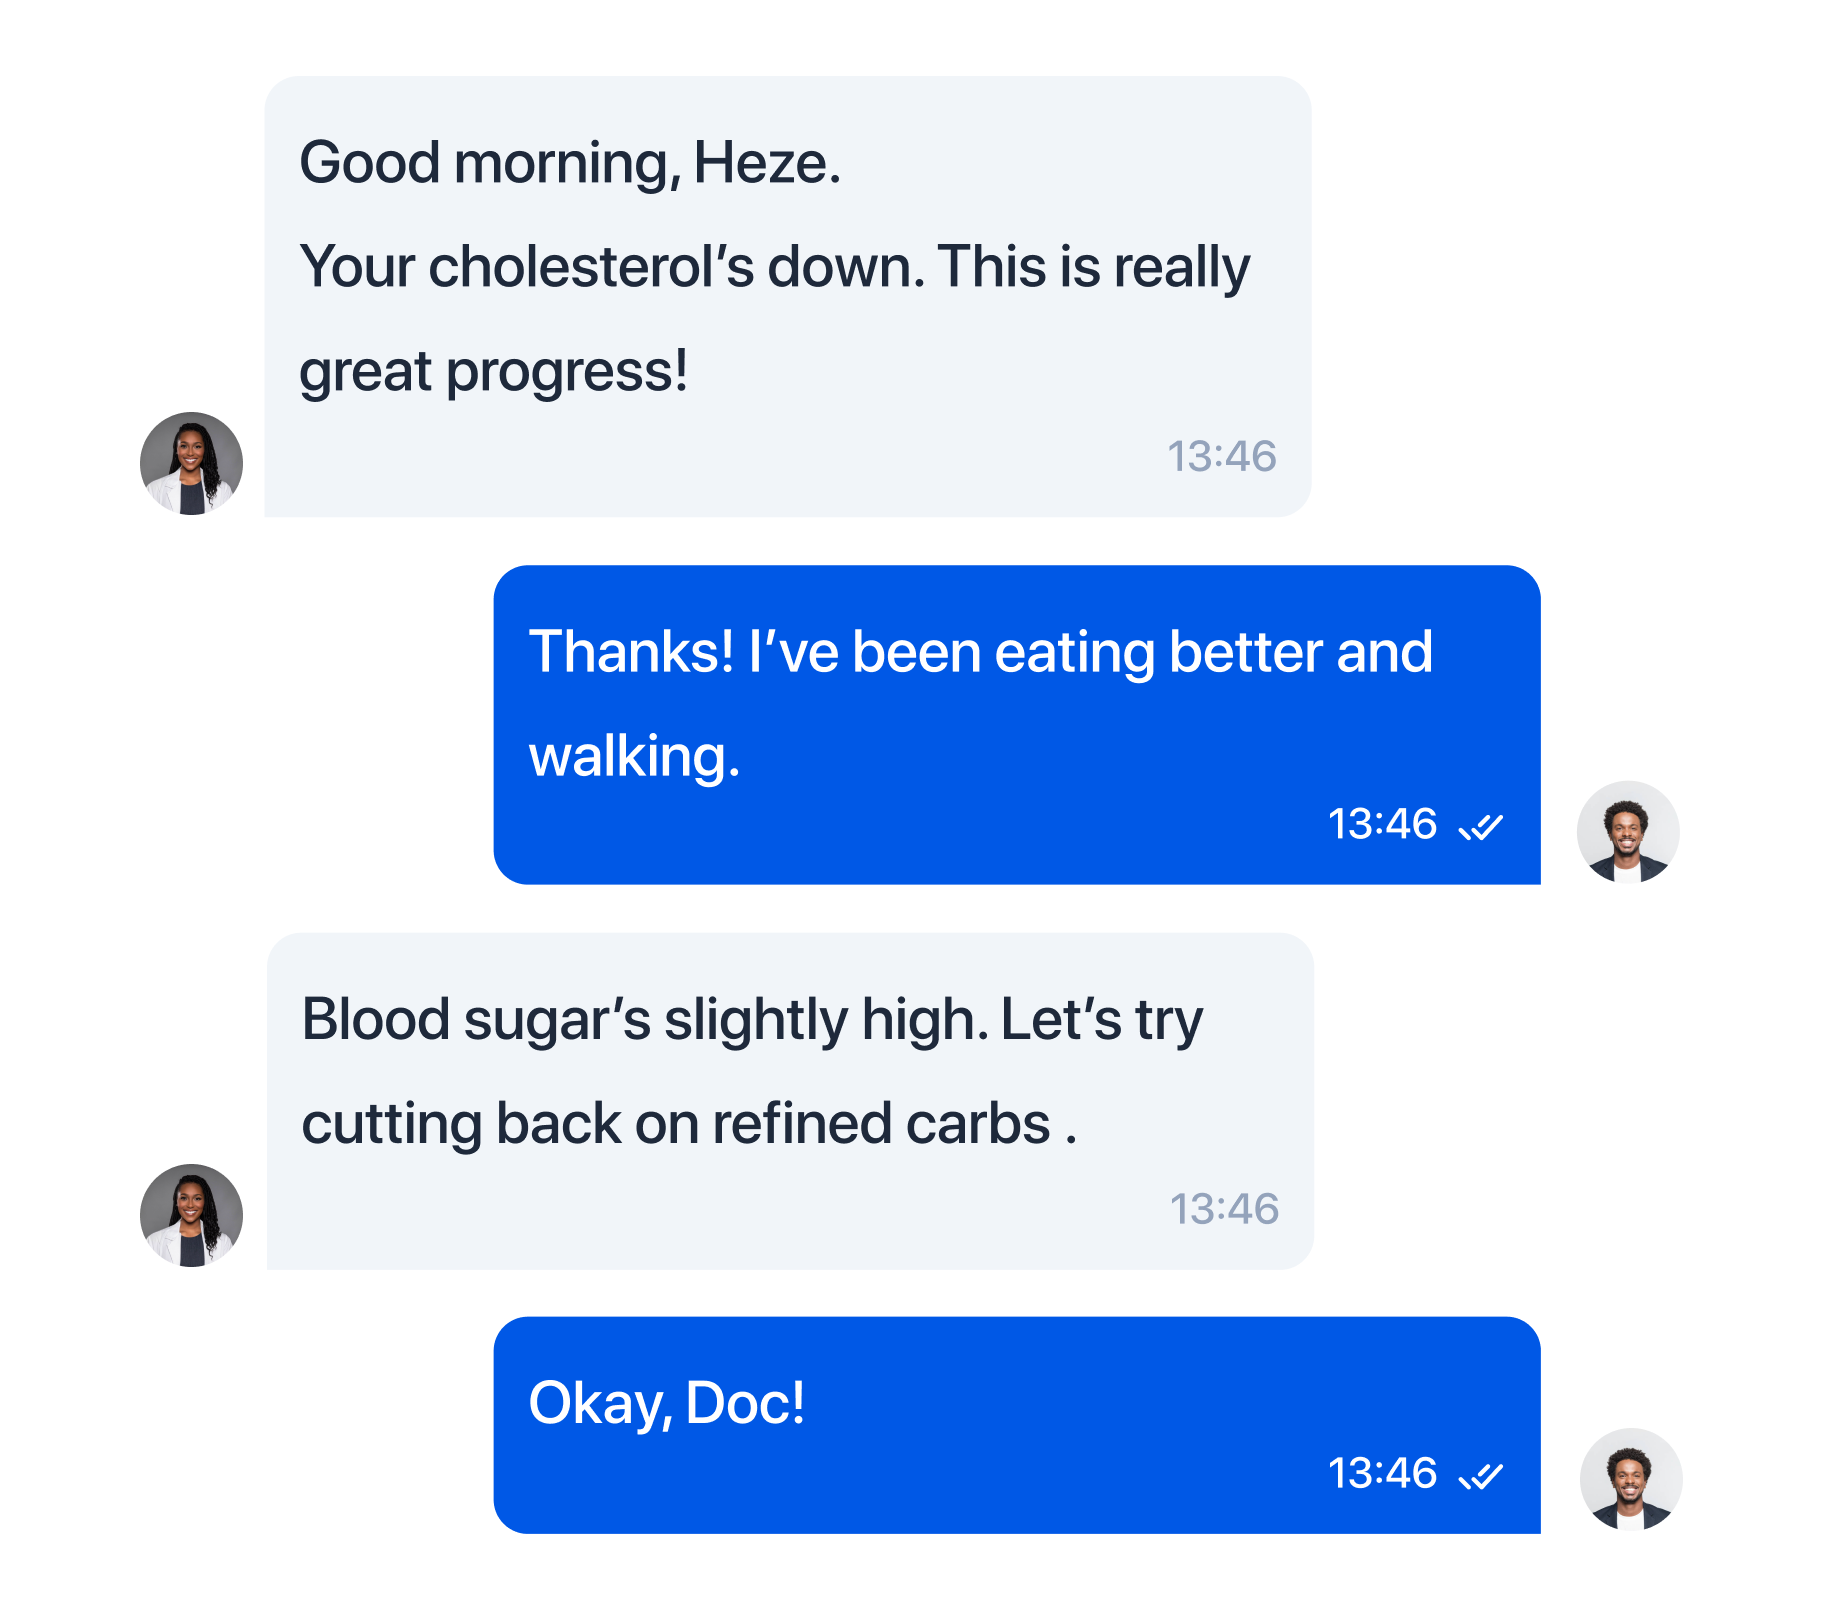 Good morning, Heze.
Your cholesterol’s down. This is really
great progress!
13:46
Thanks! I’ve been eating better and
walking.
13:46
Blood sugar’s slightly high. Let’s try
cutting back on refined carbs .
13:46
Okay, Doc!
13:46